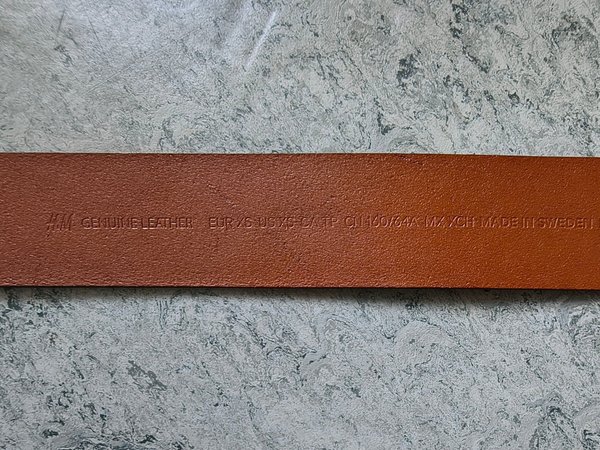 H&M GENUINE LEATHER EUR XS US XS CA TP CN 160/64A MX XCH MADE IN SWEDEN